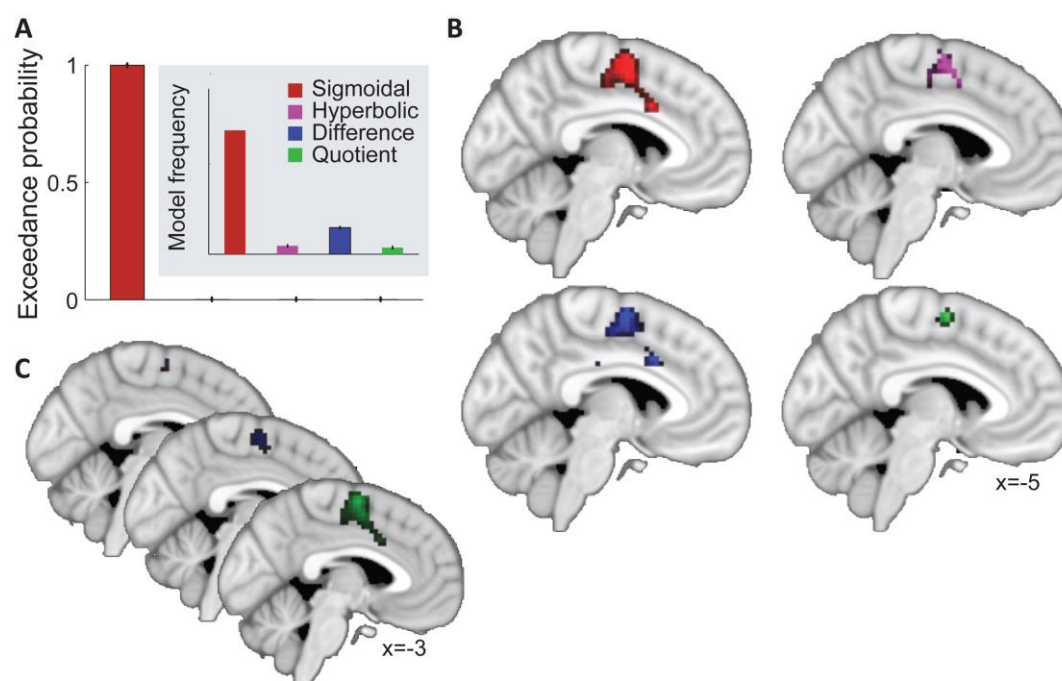 A
Exceedance probability
1
0.5
0
Model frequency
Sigmoidal
Hyperbolic
Difference
Quotient
B
x=-5
C
x=-3